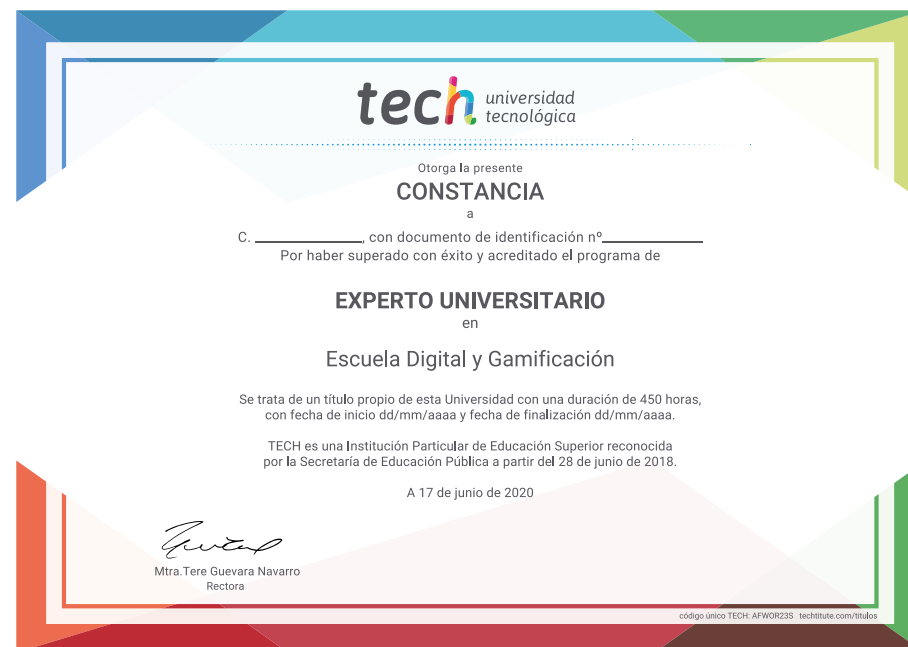 tech universidad
tecnológica
Otorga la presente
CONSTANCIA
a
C. ______________, con documento de identificación nº_____________
Por haber superado con éxito y acreditado el programa de
EXPERTO UNIVERSITARIO
en
Escuela Digital y Gamificación
Se trata de un título propio de esta Universidad con una duración de 450 horas,
con fecha de inicio dd/mm/aaaa y fecha de finalización dd/mm/aaaa.
TECH es una Institución Particular de Educación Superior reconocida
por la Secretaría de Educación Pública a partir del 28 de junio de 2018.
A 17 de junio de 2020
Mtra.Tere Guevara Navarro
Rectora
código único TECH: AFWOR23S techtitute.com/titulos